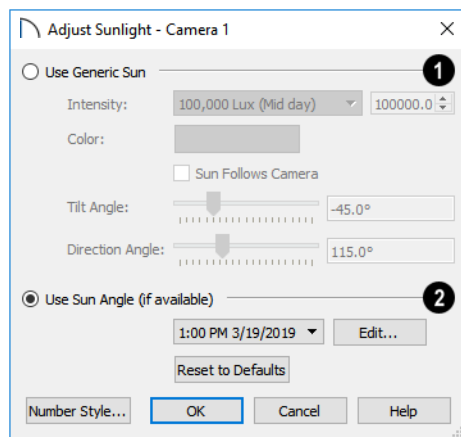 Adjust Sunlight - Camera 1
Use Generic Sun 1
Intensity: 100,000 Lux (Mid day) 100000.0
Color:
Sun Follows Camera
Tilt Angle: -45.0°
Direction Angle: 115.0°
Use Sun Angle (if available) 2
1:00 PM 3/19/2019 Edit...
Reset to Defaults
Number Style... OK Cancel Help